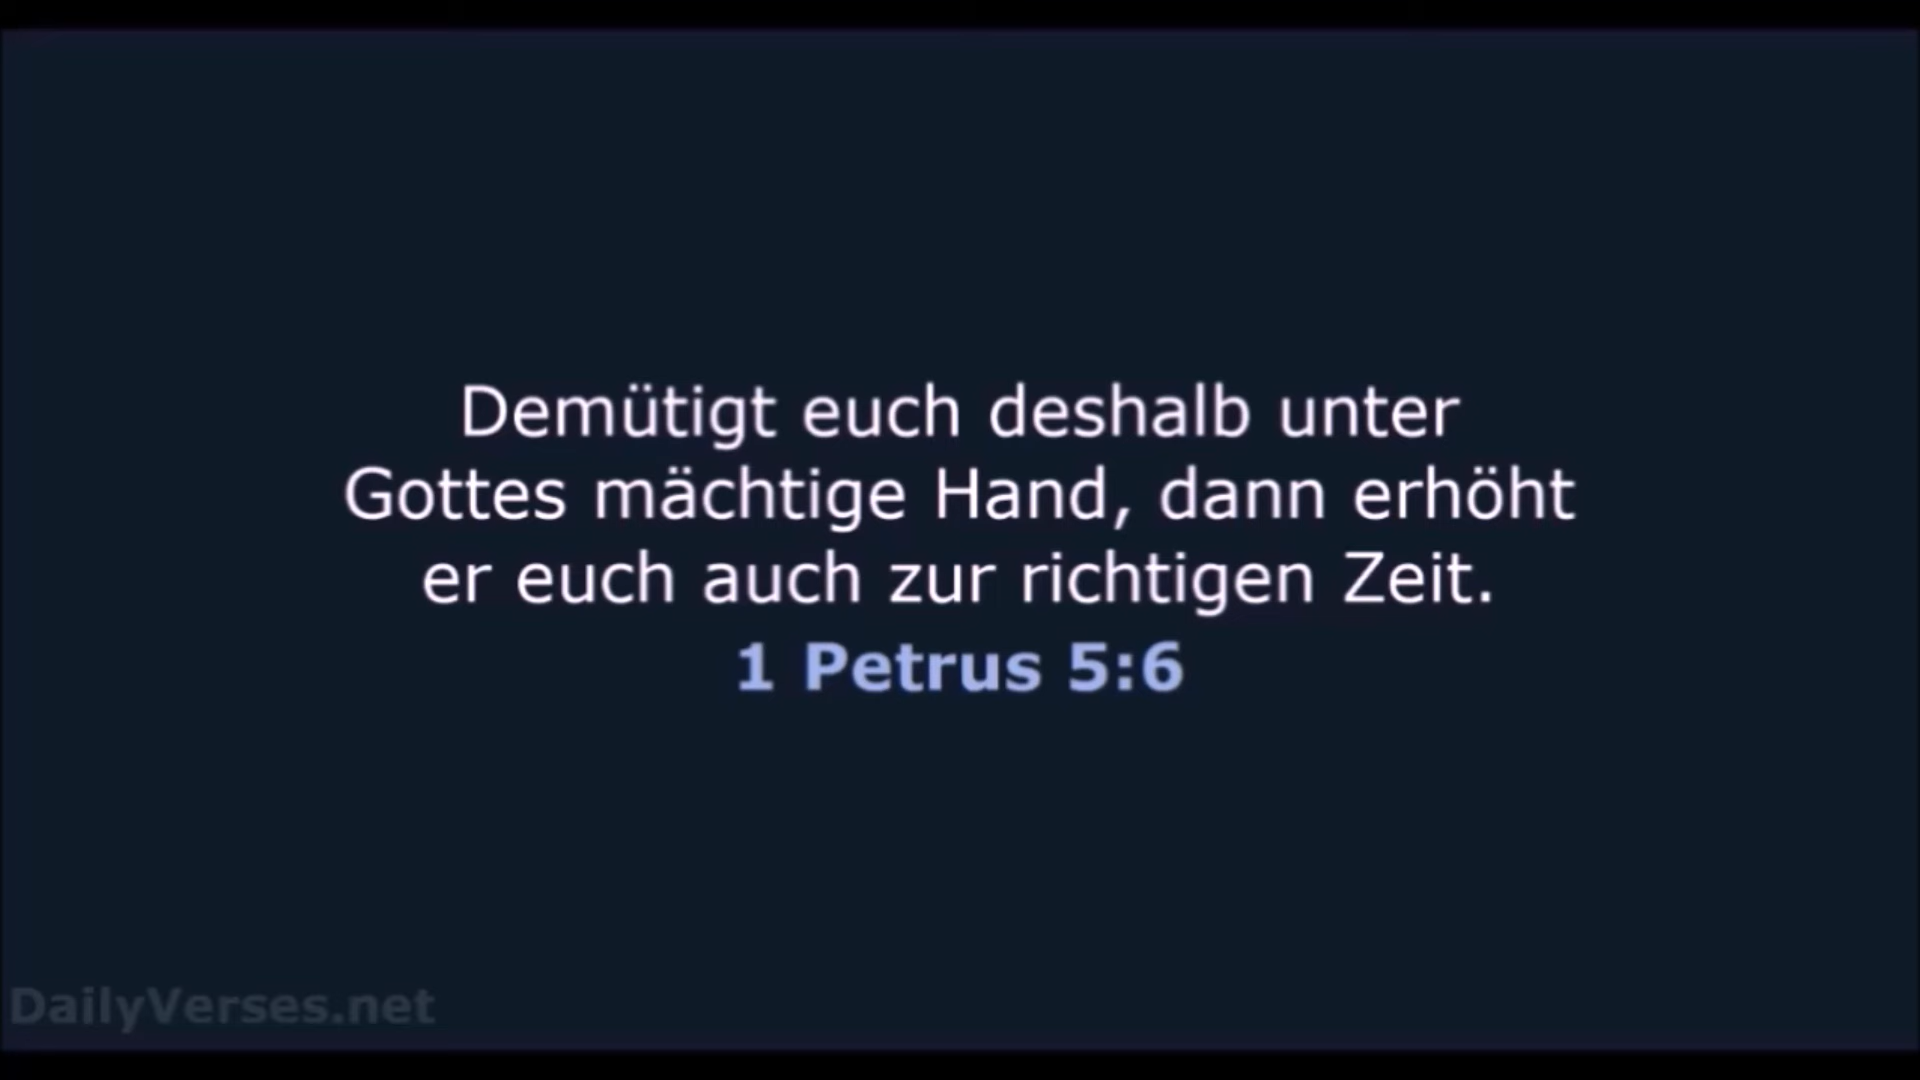 Demütigt euch deshalb unter
Gottes mächtige Hand, dann erhöht
er euch auch zur richtigen Zeit.
1 Petrus 5:6
DailyVerses.net